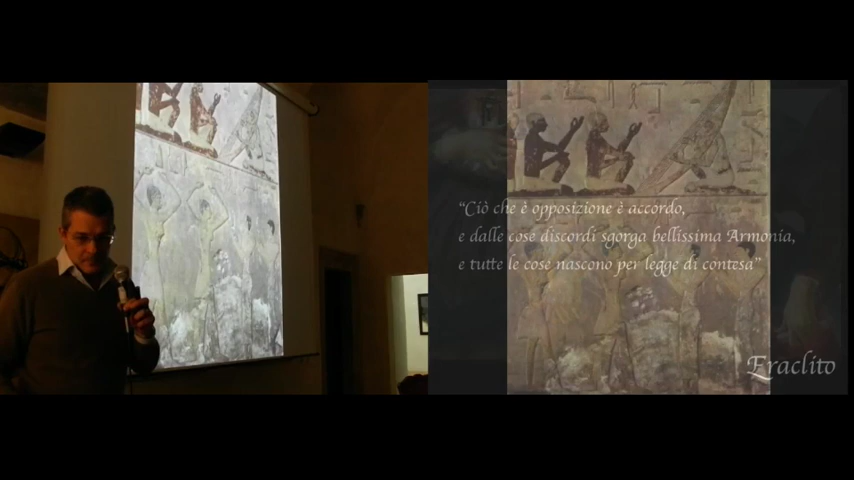 "Ciò che è opposizione è accordo,
e dalle cose discordi sgorga bellissima Armonia,
e tutte le cose nascono per legge di contesa"
Eraclito